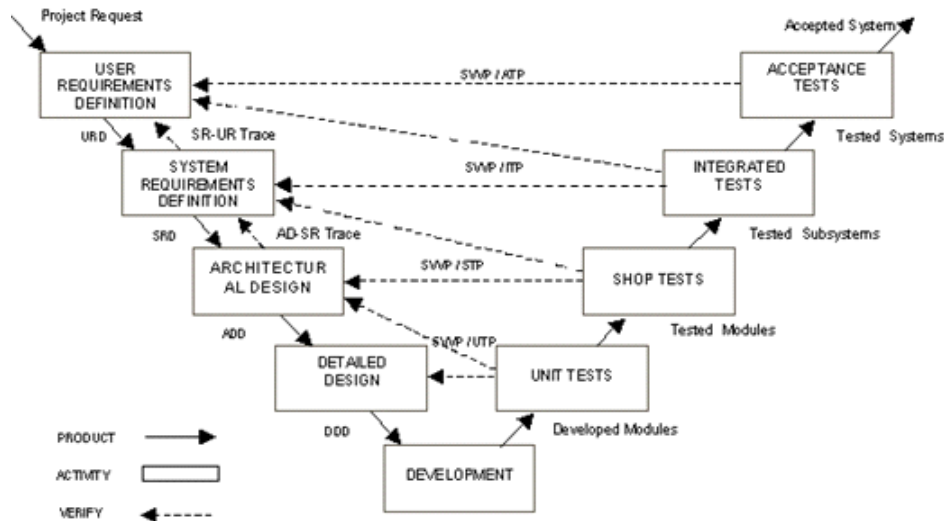 Project Request
Accepted System
USER
REQUIREMENTS
DEFINITION
SVVP / ATP
ACCEPTANCE
TESTS
URD
SR-UR Trace
Tested Systems
SYSTEM
REQUIREMENTS
DEFINITION
SVVP / ITP
INTEGRATED
TESTS
SRD
AD-SR Trace
Tested Subsystems
ARCHITECTUR
AL DESIGN
SVVP / STP
SHOP TESTS
ADD
SVVP / UTP
Tested Modules
DETAILED
DESIGN
UNIT TESTS
DDD
Developed Modules
PRODUCT
ACTIVITY
VERIFY
DEVELOPMENT